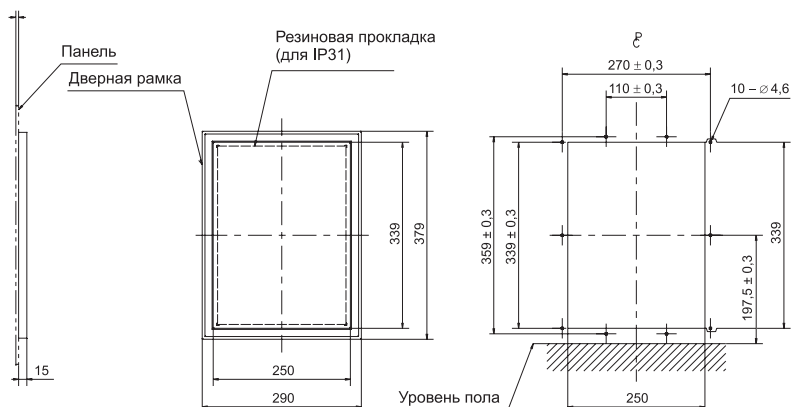 Панель
Дверная рамка
Резиновая прокладка
(для IP31)
339
379
15
250
290
270 ± 0,3
110 ± 0,3
10 – ∅ 4,6
359 ± 0,3
339 ± 0,3
339
197,5 ± 0,3
Уровень пола
250